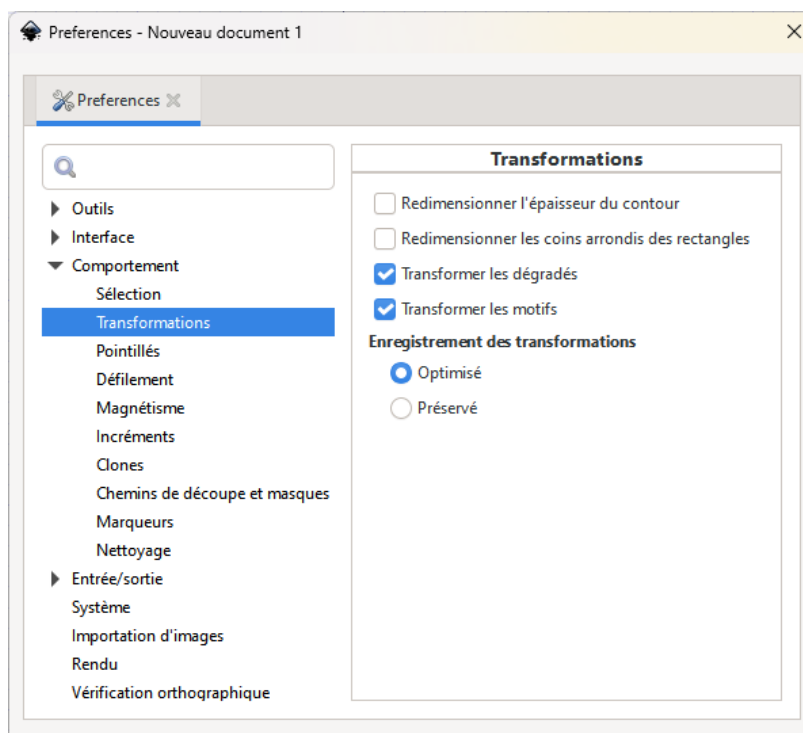 Preferences - Nouveau document 1
Preferences
Outils
Interface
Comportement
Sélection
Transformations
Pointillés
Défilement
Magnétisme
Incréments
Clones
Chemins de découpe et masques
Marqueurs
Nettoyage
Entrée/sortie
Système
Importation d'images
Rendu
Vérification orthographique
Transformations
Redimensionner l'épaisseur du contour
Redimensionner les coins arrondis des rectangles
Transformer les dégradés
Transformer les motifs
Enregistrement des transformations
Optimisé
Préservé